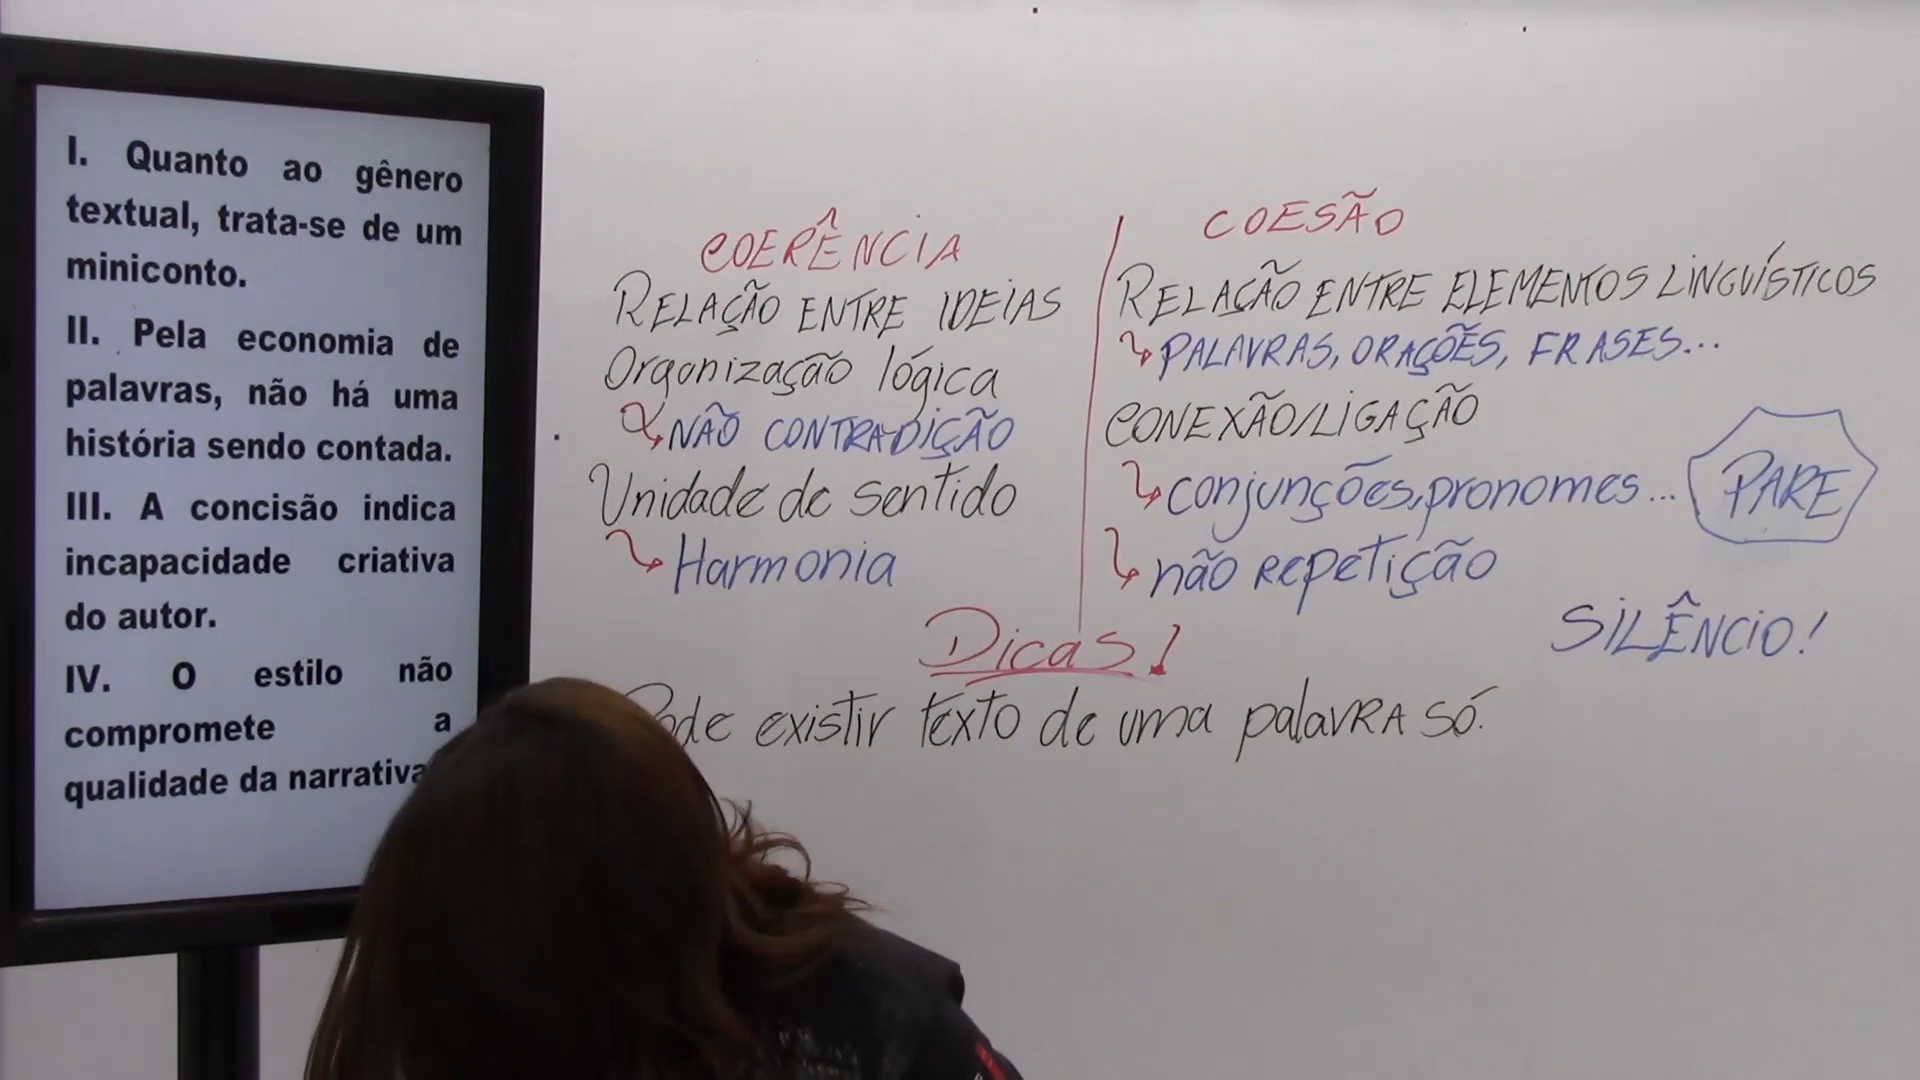 I. Quanto ao gênero
textual, trata-se de um
miniconto.
II. Pela economia de
palavras, não há uma
história sendo contada.
III. A concisão indica
incapacidade criativa
do autor.
IV. O estilo não
compromete a
qualidade da narrativa
COERÊNCIA
RELAÇÃO ENTRE IDEIAS
Organização lógica
NÃO CONTRADIÇÃO
Unidade de sentido
Harmonia
COESÃO
RELAÇÃO ENTRE ELEMENTOS LINGUÍSTICOS
PALAVRAS, ORAÇÕES, FRASES...
CONEXÃO/LIGAÇÃO
conjunções, pronomes...
não repetição
PARE
SILÊNCIO!
Dicas!
Pode existir texto de uma palavra só.